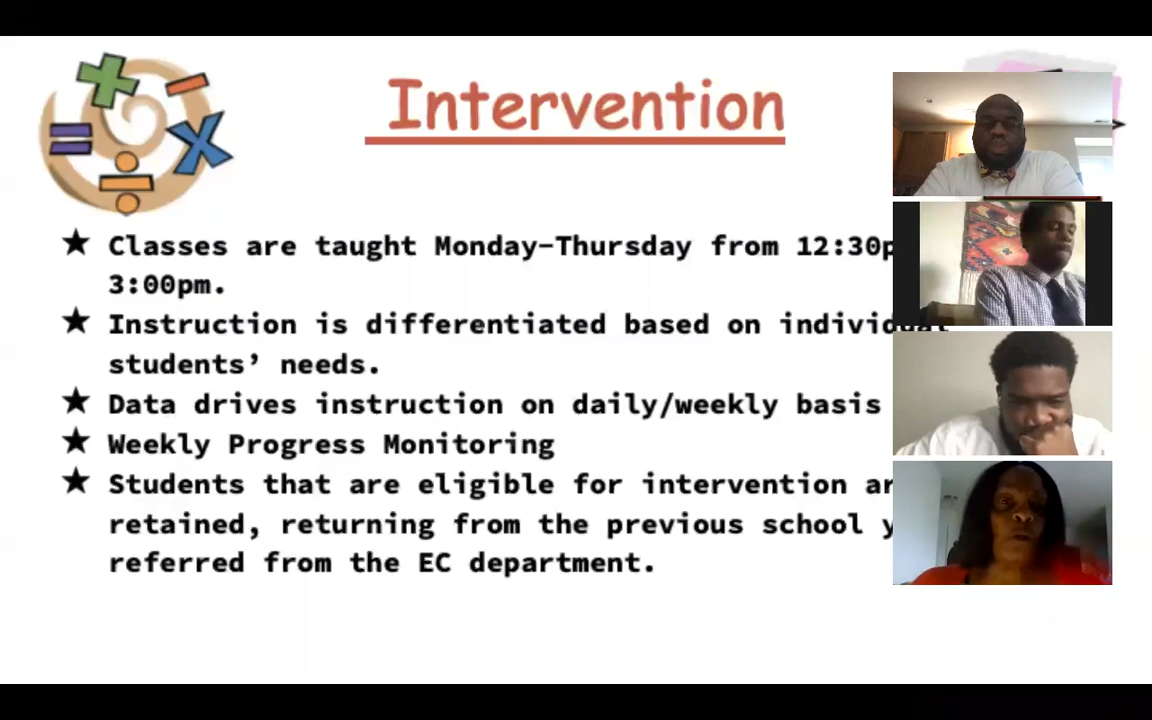 Intervention
★ Classes are taught Monday-Thursday from 12:30p
3:00pm.
★ Instruction is differentiated based on individual
students’ needs.
★ Data drives instruction on daily/weekly basis
★ Weekly Progress Monitoring
★ Students that are eligible for intervention
retained, returning from the previous school
referred from the EC department.